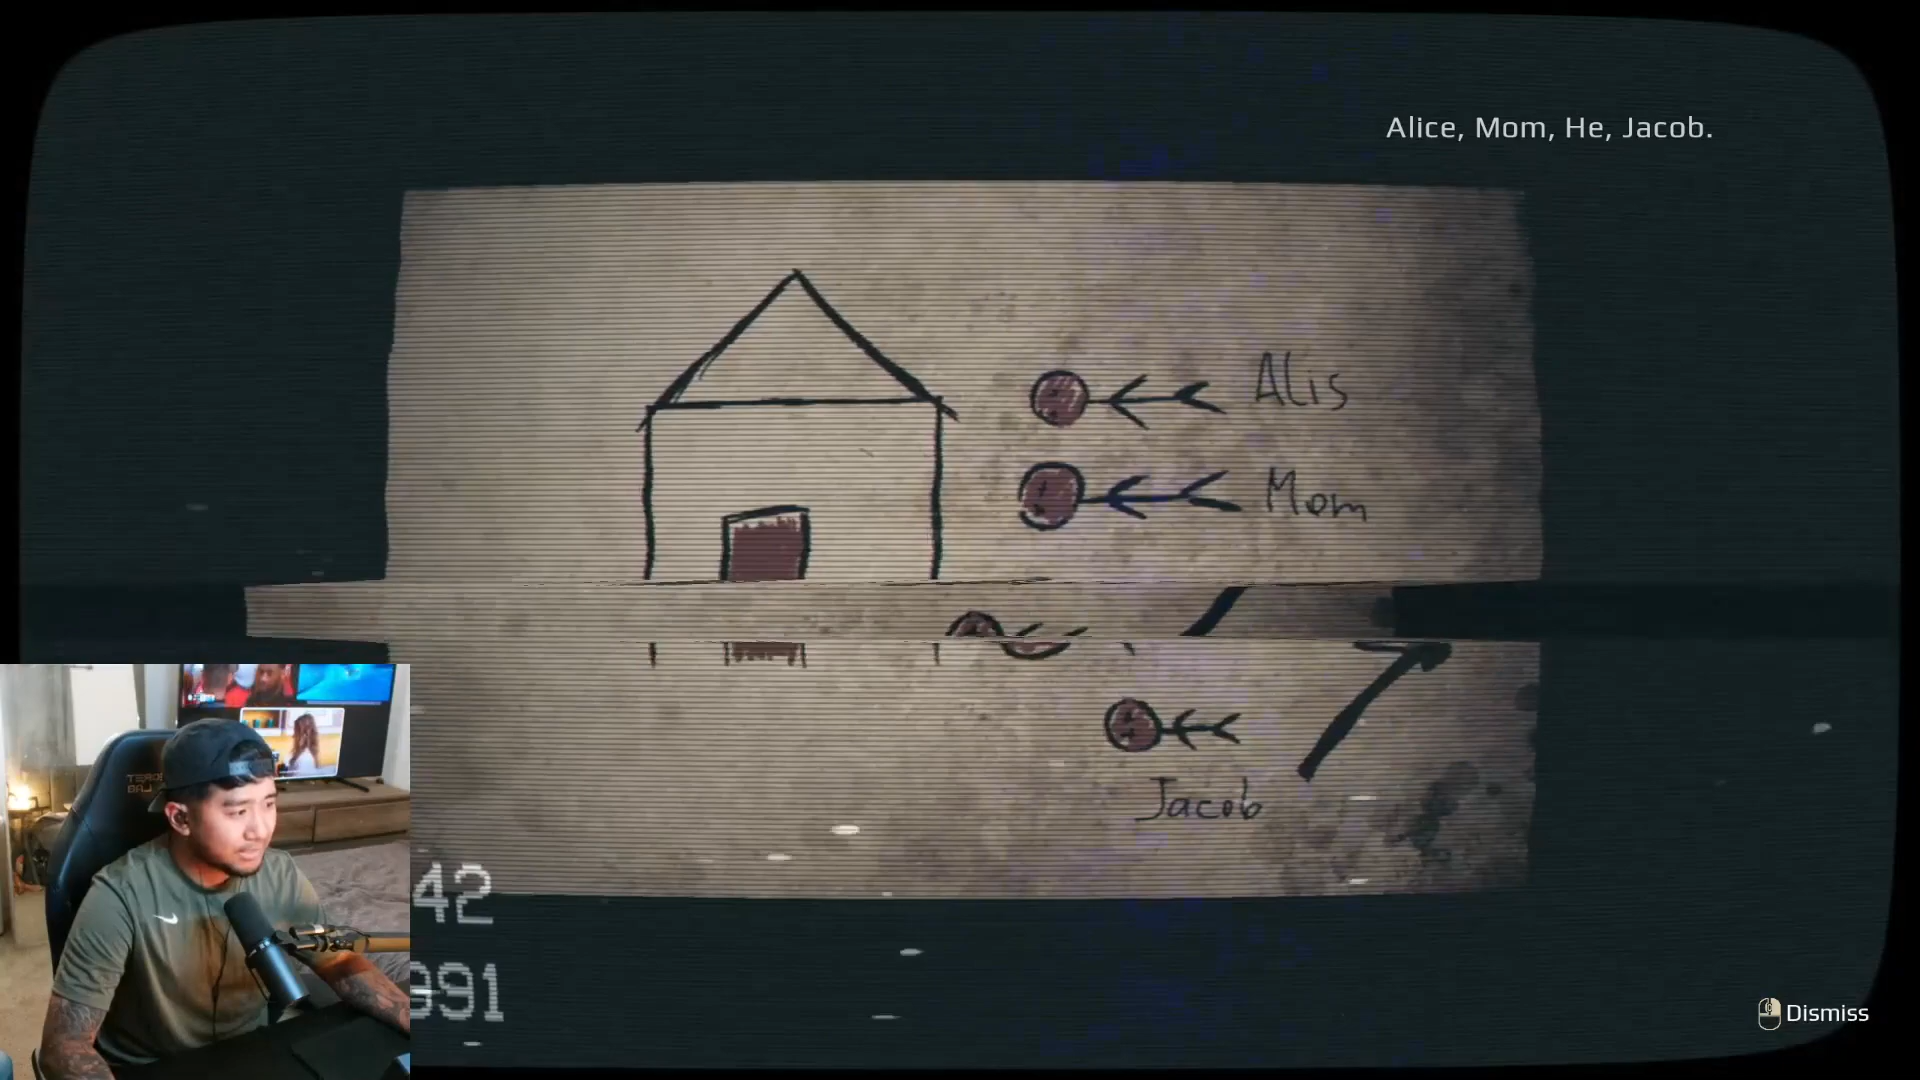 Alice, Mom, He, Jacob.
Alis
Mom
Jacob
42
991
Dismiss